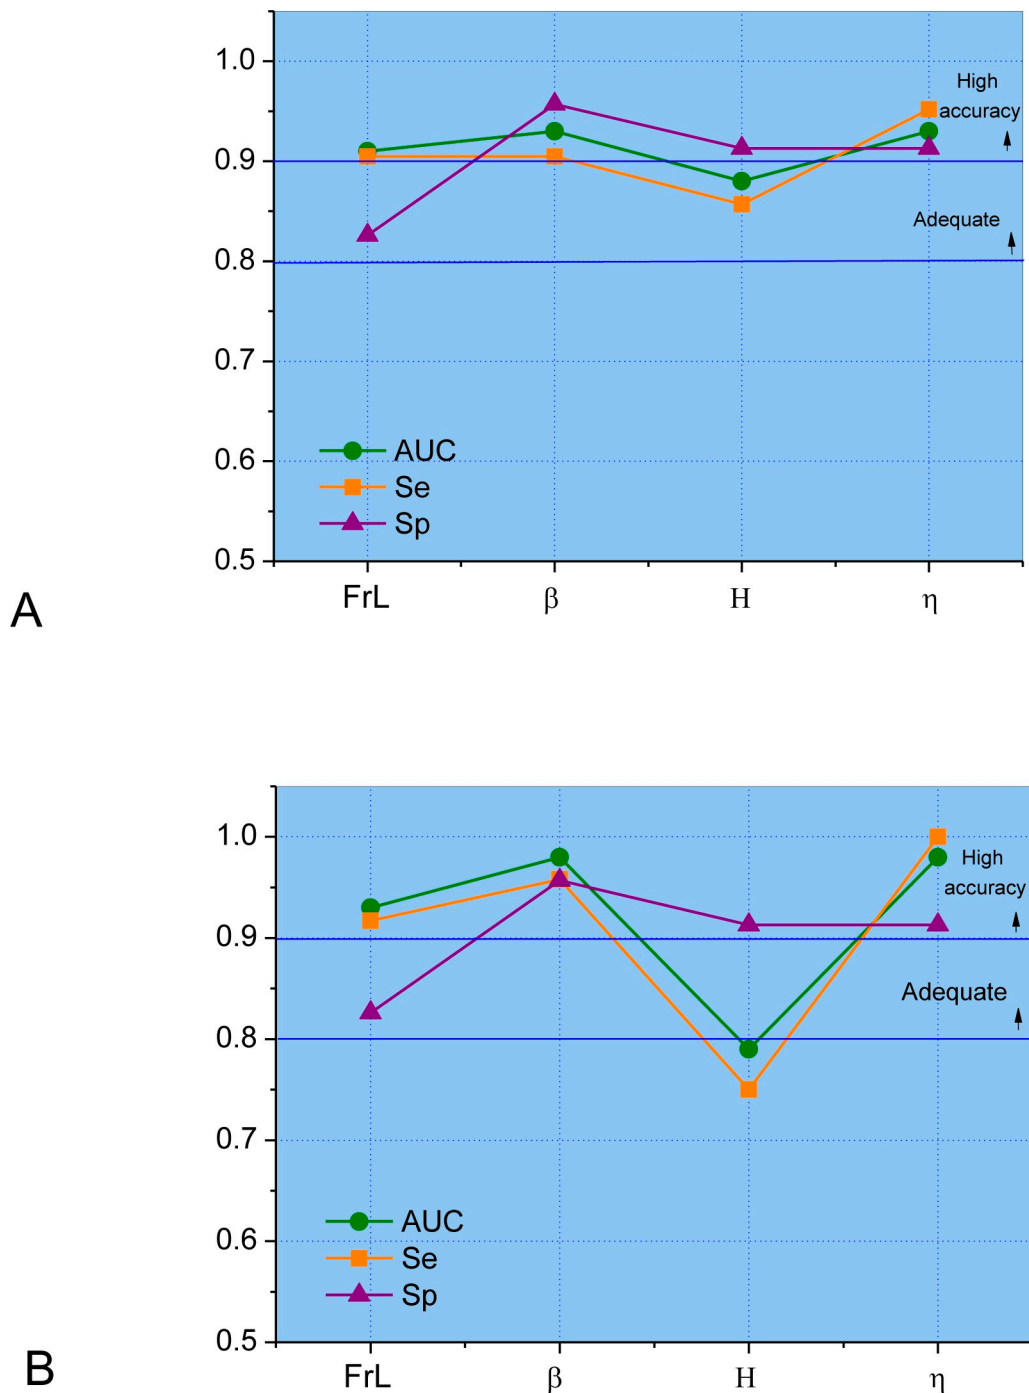 1.0
High
accuracy
0.9
Adequate
0.8
0.7
AUC
0.6
Se
Sp
0.5
FrL β H η
A
1.0
High
accuracy
0.9
Adequate
0.8
0.7
AUC
0.6
Se
Sp
0.5
FrL β H η
B